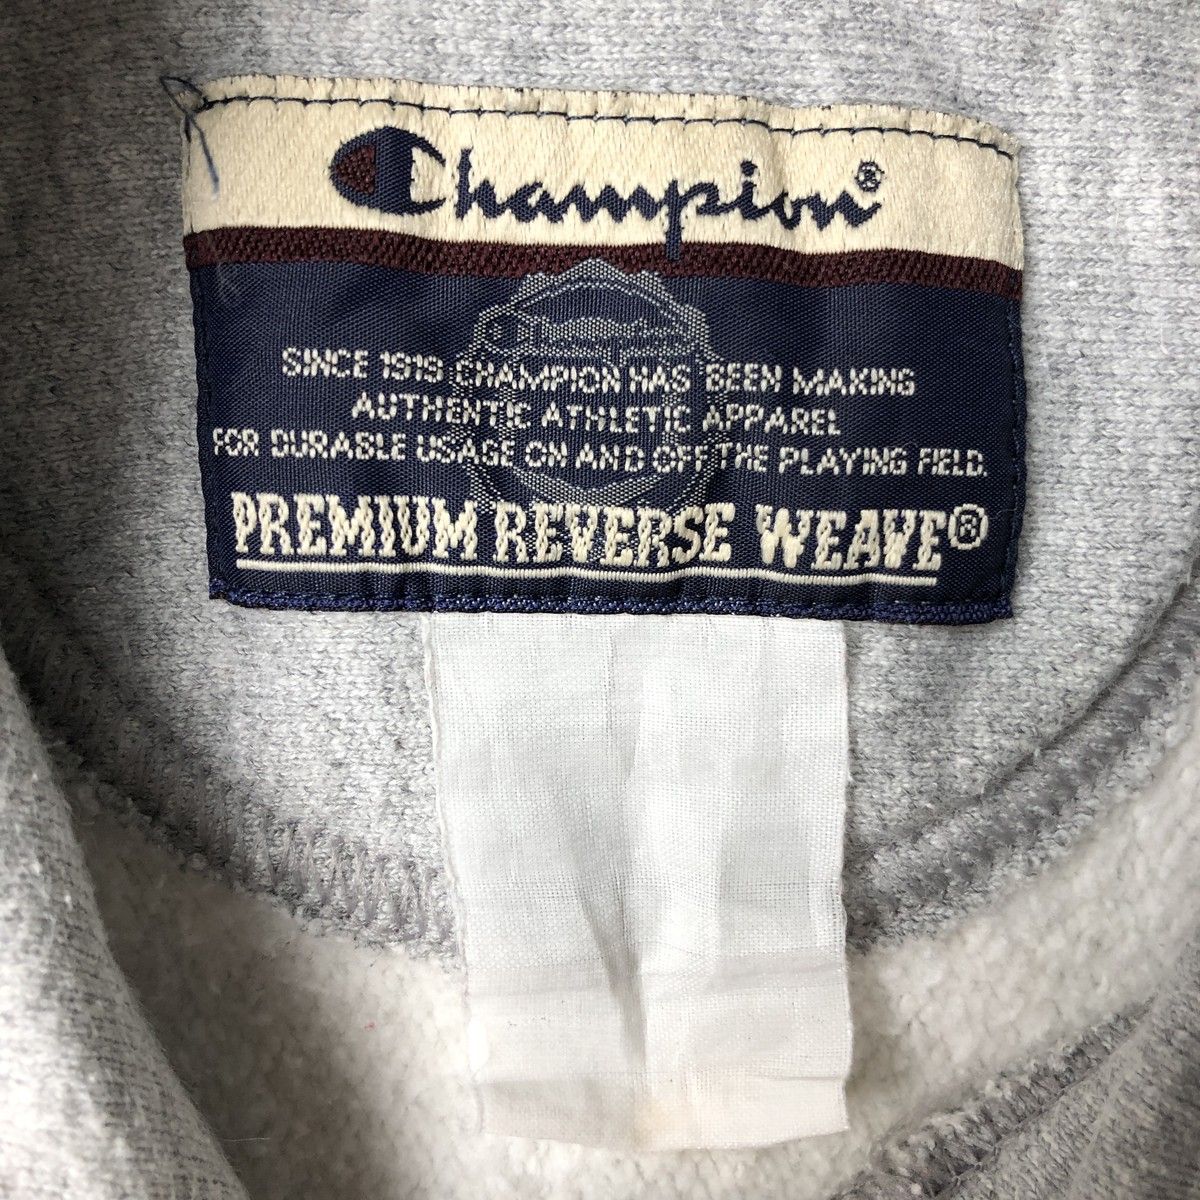 Champion®
SINCE 1919 CHAMPION HAS BEEN MAKING
AUTHENTIC ATHLETIC APPAREL
FOR DURABLE USAGE ON AND OFF THE PLAYING FIELD.
PREMIUM REVERSE WEAVE®